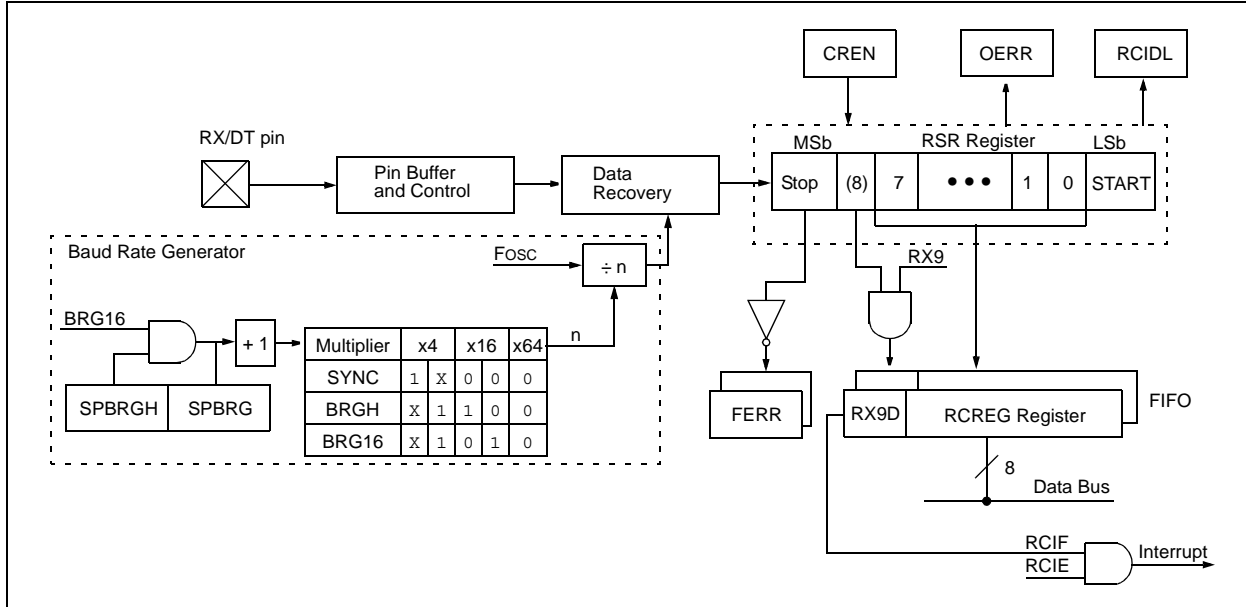 CREN OERR RCIDL
RX/DT pin
MSb RSR Register LSb
Pin Buffer
and Control
Data
Recovery
Stop (8) 7 ••• 1 0 START
Baud Rate Generator
FOSC
÷ n
RX9
BRG16
+ 1
n
Multiplier x4 x16 x64
SYNC 1 X 0 0 0
BRGH X 1 1 0 0
BRG16 X 1 0 1 0
SPBRGH SPBRG
FERR
RX9D RCREG Register
FIFO
8
Data Bus
RCIF
RCIE
Interrupt